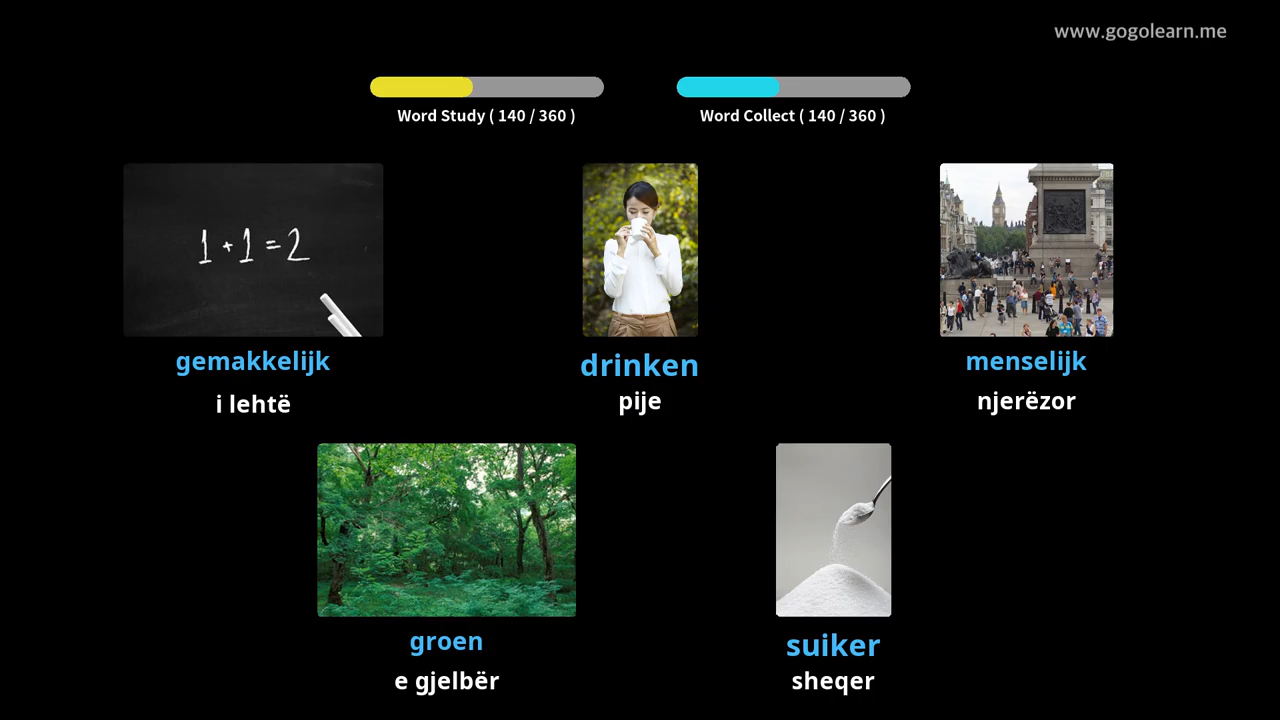 www.gogolearn.me
Word Study ( 140 / 360 )
Word Collect ( 140 / 360 )
1 + 1 = 2
gemakkelijk
i lehtë
drinken
pije
menselijk
njerëzor
groen
e gjelbër
suiker
sheqer